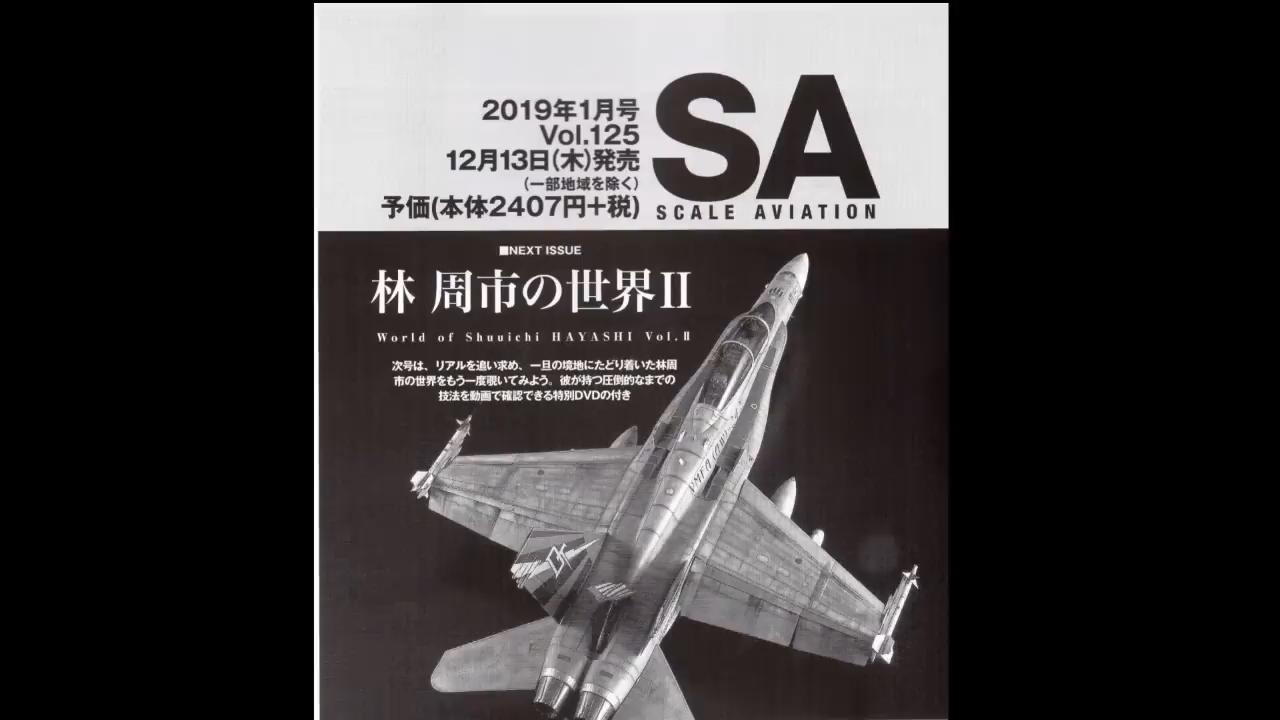 2019年1月号
Vol.125
12月13日(木)発売
(一部地域を除く)
予価(本体2407円+税)
SA
SCALE AVIATION
■NEXT ISSUE
林 周市の世界II
World of Shuuichi HAYASHI Vol.II
次号は、リアルを追い求め、一旦の境地にたどり着いた林周
市の世界をもう一度覗いてみよう。彼が持つ圧倒的なまでの
技法を動画で確認できる特別DVDの付き